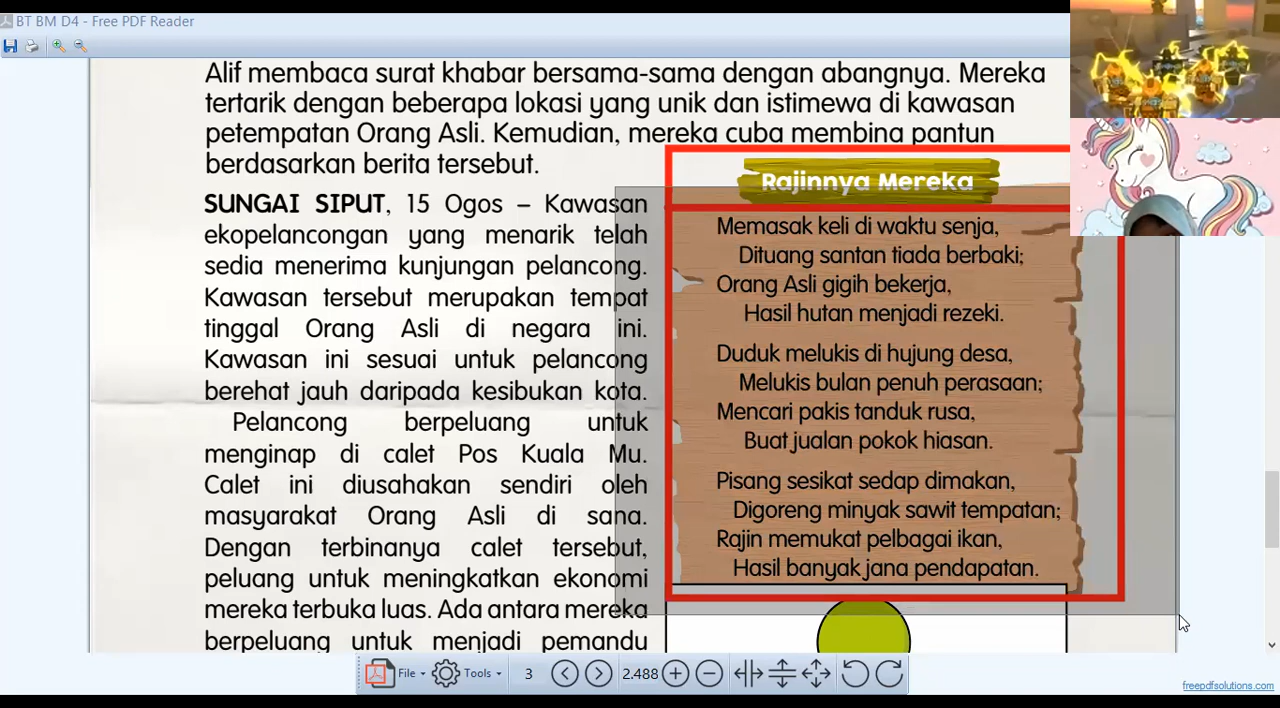 BT BM D4 - Free PDF Reader
Alif membaca surat khabar bersama-sama dengan abangnya. Mereka
tertarik dengan beberapa lokasi yang unik dan istimewa di kawasan
petempatan Orang Asli. Kemudian, mereka cuba membina pantun
berdasarkan berita tersebut.
SUNGAI SIPUT, 15 Ogos – Kawasan
ekopelancongan yang menarik telah
sedia menerima kunjungan pelancong.
Kawasan tersebut merupakan tempat
tinggal Orang Asli di negara ini.
Kawasan ini sesuai untuk pelancong
berehat jauh daripada kesibukan kota.
Pelancong berpeluang untuk
menginap di calet Pos Kuala Mu.
Calet ini diusahakan sendiri oleh
masyarakat Orang Asli di sana.
Dengan terbinanya calet tersebut,
peluang untuk meningkatkan ekonomi
mereka terbuka luas. Ada antara mereka
berpeluang untuk menjadi pemandu
Rajinnya Mereka
Memasak keli di waktu senja,
Dituang santan tiada berbaki;
Orang Asli gigih bekerja,
Hasil hutan menjadi rezeki.
Duduk melukis di hujung desa,
Melukis bulan penuh perasaan;
Mencari pakis tanduk rusa,
Buat jualan pokok hiasan.
Pisang sesikat sedap dimakan,
Digoreng minyak sawit tempatan;
Rajin memukat pelbagai ikan,
Hasil banyak jana pendapatan.
File Tools 3 2.488
freepdfsolutions.com